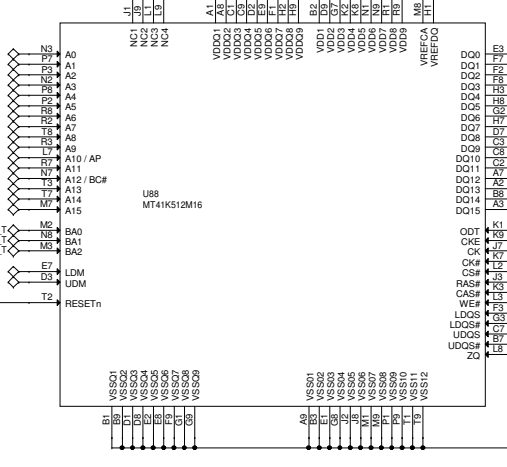 J1 J9 L1 L9 A1 A8 C1 C9 D2 E9 F1 H2 H9 B2 D9 G7 K2 K8 N1 N9 R1 R9 M8 H1
NC1 NC2 NC3 NC4 VDDQ1 VDDQ2 VDDQ3 VDDQ4 VDDQ5 VDDQ6 VDDQ7 VDDQ8 VDDQ9 VDD1 VDD2 VDD3 VDD4 VDD5 VDD6 VDD7 VDD8 VDD9 VREFCA VREFDQ
N3 A0
P7 A1
P3 A2
N2 A3
P8 A4
P2 A5
R8 A6
R2 A7
T8 A8
R3 A9
L7 A10 / AP
R7 A11
N7 A12 / BC#
T3 A13
T7 A14
M7 A15
T M2 BA0
T N8 BA1
T M3 BA2
E7 LDM
D3 UDM
T2 RESETn
U88
MT41K512M16
DQ0 E3
DQ1 F7
DQ2 F2
DQ3 F8
DQ4 H3
DQ5 H8
DQ6 G2
DQ7 H7
DQ8 D7
DQ9 C3
DQ10 C8
DQ11 C2
DQ12 A7
DQ13 A2
DQ14 B8
DQ15 A3
ODT K1
CKE K9
CK J7
CK# K7
CS# L2
RAS# J3
CAS# K3
WE# L3
LDQS F3
LDQS# G3
UDQS C7
UDQS# B7
ZQ L8
VSSQ1 VSSQ2 VSSQ3 VSSQ4 VSSQ5 VSSQ6 VSSQ7 VSSQ8 VSSQ9 VSS01 VSS02 VSS03 VSS04 VSS05 VSS06 VSS07 VSS08 VSS09 VSS10 VSS11 VSS12
B1 B9 D1 D8 E2 E8 F9 G1 G9 A9 B3 E1 G8 J2 J8 M1 M9 P1 P9 T1 T9